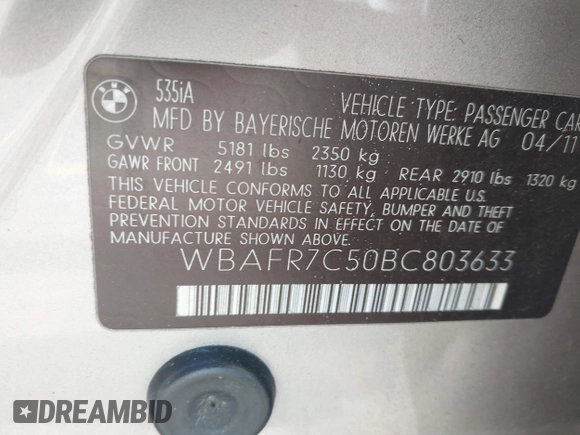 BMW
535iA
VEHICLE TYPE: PASSENGER CAR
MFD BY BAYERISCHE MOTOREN WERKE AG 04/11
GVWR 5181 lbs 2350 kg
GAWR FRONT 2491 lbs 1130 kg REAR 2910 lbs 1320 kg
THIS VEHICLE CONFORMS TO ALL APPLICABLE U.S.
FEDERAL MOTOR VEHICLE SAFETY, BUMPER AND THEFT
PREVENTION STANDARDS IN EFFECT ON THE DATE OF
MANUFACTURE SHOWN ABOVE.
WBAFR7C50BC803633
DREAMBID